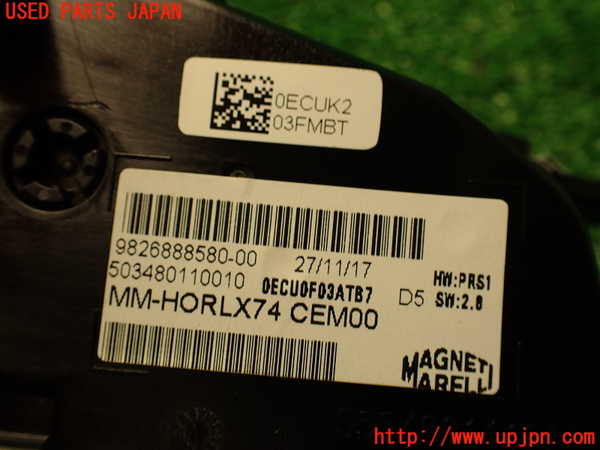 USED PARTS JAPAN
0ECUK2
03FMBT
9826888580-00
27/11/17
503480110010
0ECU0F03ATB7
D5
HW:PRS1
SW:2.8
MM-HORLX74 CEM00
MAGNETI
MARELLI
http://www.upjpn.com/